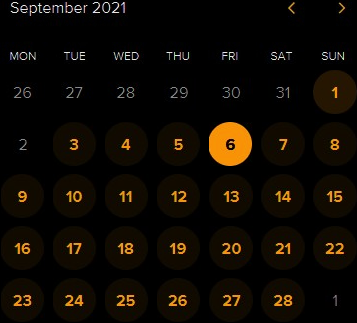 September 2021
MON TUE WED THU FRI SAT SUN
26 27 28 29 30 31 1
2 3 4 5 6 7 8
9 10 11 12 13 14 15
16 17 18 19 20 21 22
23 24 25 26 27 28 1